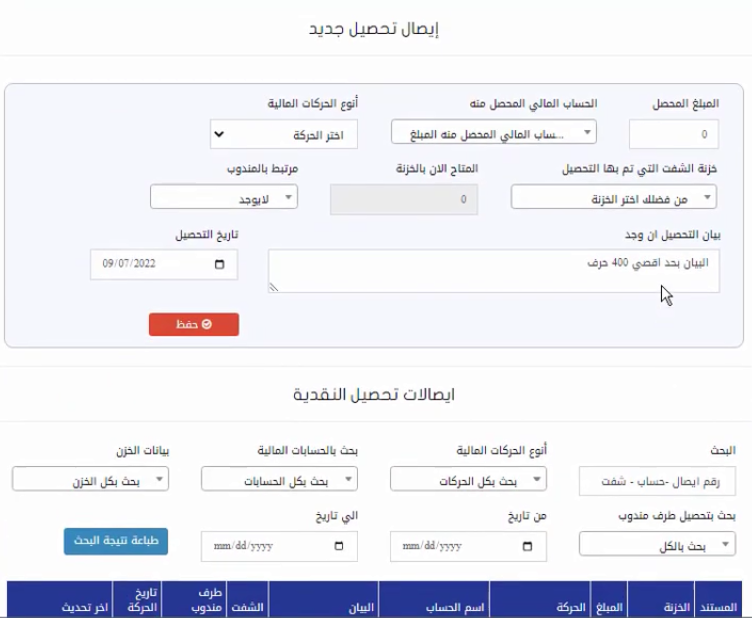 إيصال تحصيل جديد
المبلغ المحصل
الحساب المالي المحصل منه
أنوع الحركات المالية
0
...ساب المالي المحصل منه المبلغ
اختر الحركة
خزنة الشفت التي تم بها التحصيل
المتاح الان بالخزنة
مرتبط بالمندوب
من فضلك اختر الخزنة
0
لايوجد
بيان التحصيل ان وجد
تاريخ التحصيل
البيان بحد اقصي 400 حرف
09/07/2022
حفظ
ايصالات تحصيل النقدية
البحث
أنوع الحركات المالية
بحث بالحسابات المالية
بيانات الخزن
رقم ايصال -حساب - شفت
بحث بكل الحركات
بحث بكل الحسابات
بحث بكل الخزن
بحث بتحصيل طرف مندوب
من تاريخ
الي تاريخ
بحث بالكل
mm/dd/yyyy
mm/dd/yyyy
طباعة نتيجة البحث
المستند
الخزنة
المبلغ
الحركة
اسم الحساب
البيان
الشفت
طرف
مندوب
تاريخ
الحركة
اخر تحديث